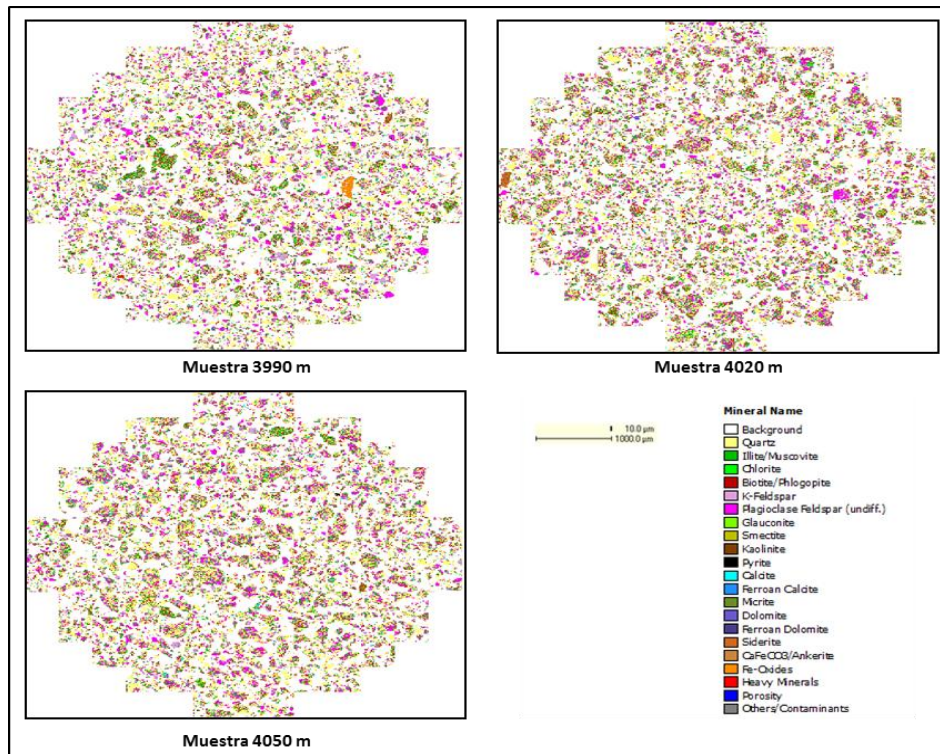 Muestra 3990 m
Muestra 4020 m
Muestra 4050 m
10.0 µm
1000.0 µm
Mineral Name
Background
Quartz
Illite/Muscovite
Chlorite
Biotite/Phlogopite
K-Feldspar
Plagioclase Feldspar (undiff.)
Glauconite
Smectite
Kaolinite
Pyrite
Calcite
Ferroan Calcite
Micrite
Dolomite
Ferroan Dolomite
Siderite
CaFeCO3/Ankerite
Fe-Oxides
Heavy Minerals
Porosity
Others/Contaminants